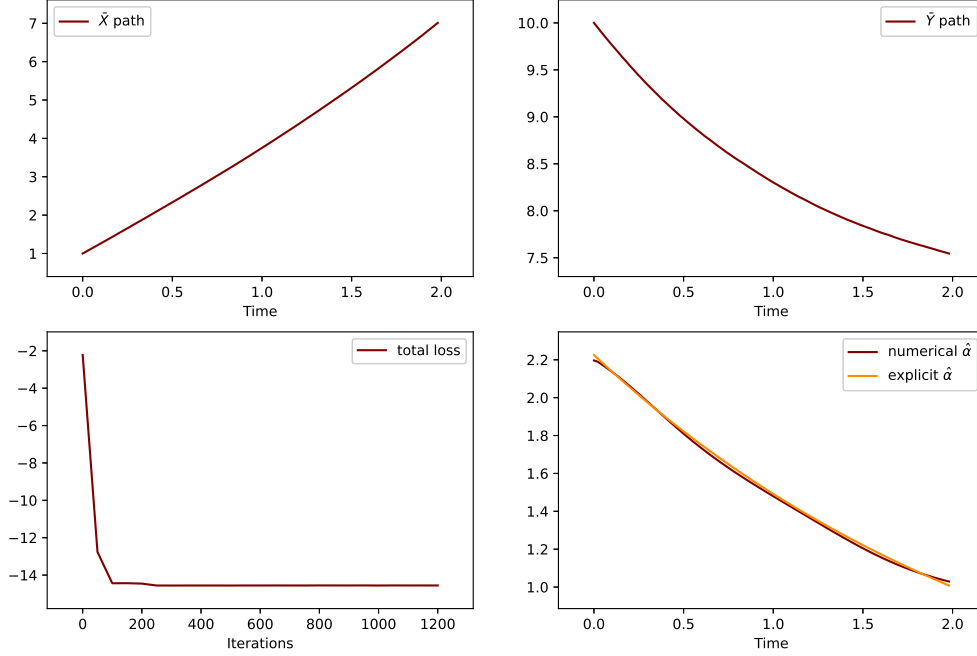 7
6
5
4
3
2
1
X̄ path
0.0 0.5 1.0 1.5 2.0
Time
10.0
9.5
9.0
8.5
8.0
7.5
Ȳ path
0.0 0.5 1.0 1.5 2.0
Time
−2
−4
−6
−8
−10
−12
−14
total loss
0 200 400 600 800 1000 1200
Iterations
2.2
2.0
1.8
1.6
1.4
1.2
1.0
numerical α̂
explicit α̂
0.0 0.5 1.0 1.5 2.0
Time